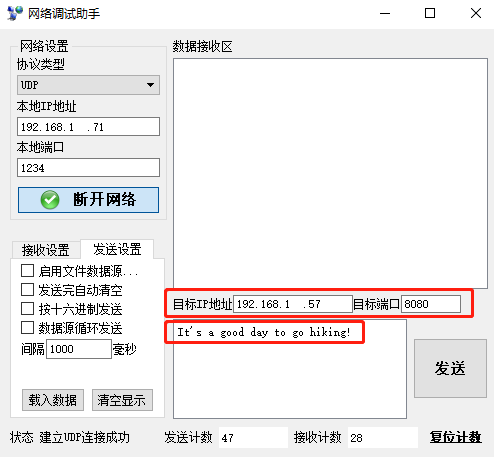 网络调试助手
网络设置
协议类型
UDP
本地IP地址
192.168.1 .71
本地端口
1234
断开网络
接收设置 发送设置
启用文件数据源...
发送完自动清空
按十六进制发送
数据源循环发送
间隔 1000 毫秒
载入数据 清空显示
数据接收区
目标IP地址 192.168.1 .57 目标端口 8080
It's a good day to go hiking!
发送
状态 建立UDP连接成功 发送计数 47 接收计数 28 复位计数